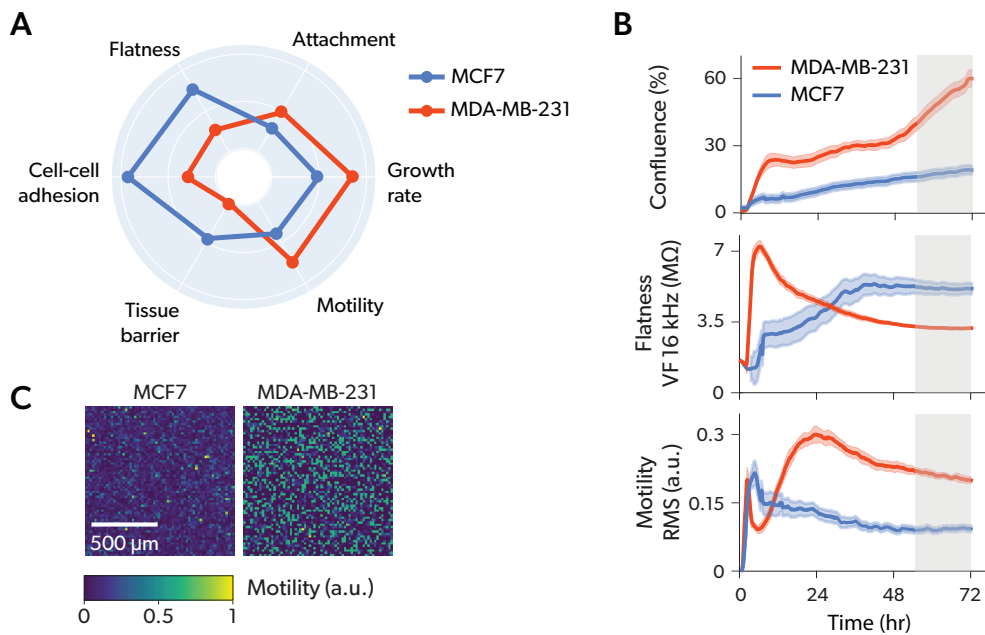 A
Flatness
Attachment
MCF7
MDA-MB-231
Cell-cell
adhesion
Growth
rate
Tissue
barrier
Motility
B
MDA-MB-231
MCF7
Confluence (%)
60
30
0
Flatness
VF 16 kHz (MΩ)
7
3.5
0
Motility
RMS (a.u.)
0.3
0.15
0
0
24
48
72
Time (hr)
C
MCF7
MDA-MB-231
500 µm
Motility (a.u.)
0
0.5
1